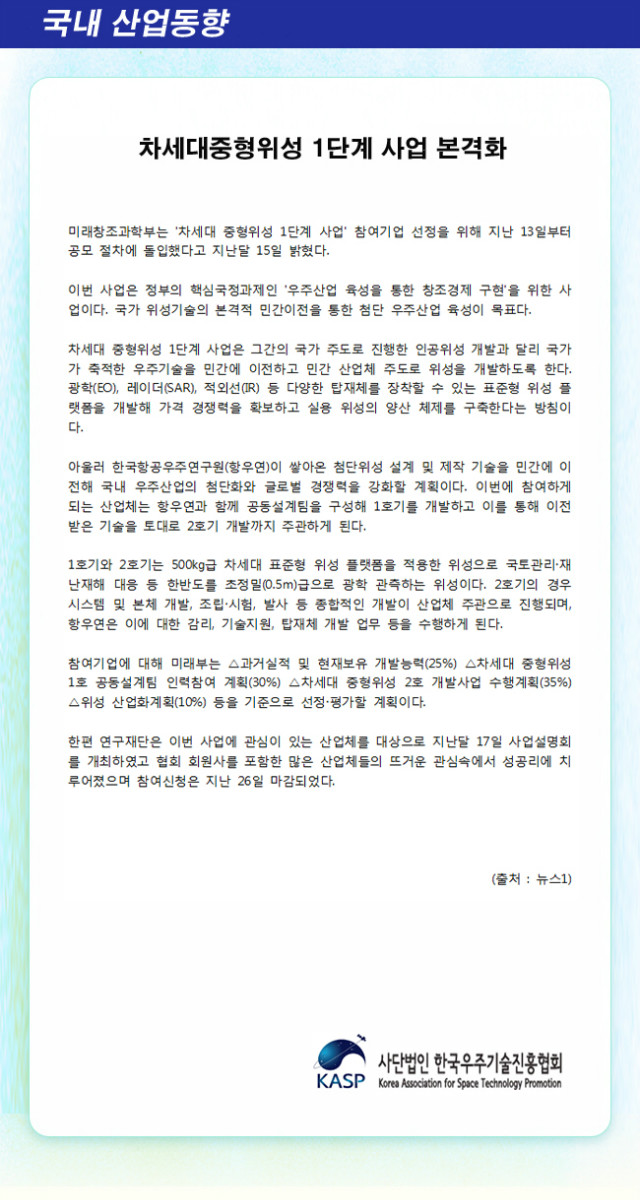 국내 산업동향
차세대중형위성 1단계 사업 본격화
미래창조과학부는 '차세대 중형위성 1단계 사업' 참여기업 선정을 위해 지난 13일부터
공모 절차에 돌입했다고 지난달 15일 밝혔다.
이번 사업은 정부의 핵심국정과제인 '우주산업 육성을 통한 창조경제 구현'을 위한 사
업이다. 국가 위성기술의 본격적 민간이전을 통한 첨단 우주산업 육성이 목표다.
차세대 중형위성 1단계 사업은 그간의 국가 주도로 진행한 인공위성 개발과 달리 국가
가 축적한 우주기술을 민간에 이전하고 민간 산업체 주도로 위성을 개발하도록 한다.
광학(EO), 레이더(SAR), 적외선(IR) 등 다양한 탑재체를 장착할 수 있는 표준형 위성 플
랫폼을 개발해 가격 경쟁력을 확보하고 실용 위성의 양산 체제를 구축한다는 방침이
다.
아울러 한국항공우주연구원(항우연)이 쌓아온 첨단위성 설계 및 제작 기술을 민간에 이
전해 국내 우주산업의 첨단화와 글로벌 경쟁력을 강화할 계획이다. 이번에 참여하게
되는 산업체는 항우연과 함께 공동설계팀을 구성해 1호기를 개발하고 이를 통해 이전
받은 기술을 토대로 2호기 개발까지 주관하게 된다.
1호기와 2호기는 500kg급 차세대 표준형 위성 플랫폼을 적용한 위성으로 국토관리·재
난재해 대응 등 한반도를 초정밀(0.5m)급으로 광학 관측하는 위성이다. 2호기의 경우
시스템 및 본체 개발, 조립·시험, 발사 등 종합적인 개발이 산업체 주관으로 진행되며,
항우연은 이에 대한 감리, 기술지원, 탑재체 개발 업무 등을 수행하게 된다.
참여기업에 대해 미래부는 △과거실적 및 현재보유 개발능력(25%) △차세대 중형위성
1호 공동설계팀 인력참여 계획(30%) △차세대 중형위성 2호 개발사업 수행계획(35%)
△위성 산업화계획(10%) 등을 기준으로 선정·평가할 계획이다.
한편 연구재단은 이번 사업에 관심이 있는 산업체를 대상으로 지난달 17일 사업설명회
를 개최하였고 협회 회원사를 포함한 많은 산업체들의 뜨거운 관심속에서 성공리에 치
루어졌으며 참여신청은 지난 26일 마감되었다.
(출처 : 뉴스1)
사단법인 한국우주기술진흥협회
KASP Korea Association for Space Technology Promotion